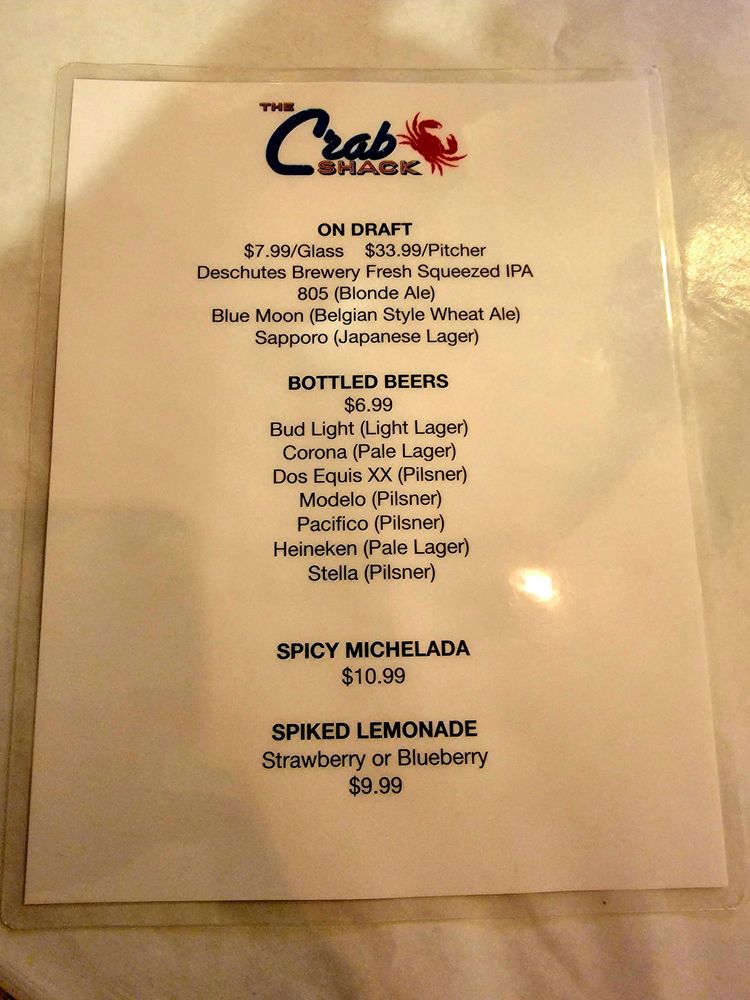 THE
Crab
SHACK
ON DRAFT
$7.99/Glass $33.99/Pitcher
Deschutes Brewery Fresh Squeezed IPA
805 (Blonde Ale)
Blue Moon (Belgian Style Wheat Ale)
Sapporo (Japanese Lager)
BOTTLED BEERS
$6.99
Bud Light (Light Lager)
Corona (Pale Lager)
Dos Equis XX (Pilsner)
Modelo (Pilsner)
Pacifico (Pilsner)
Heineken (Pale Lager)
Stella (Pilsner)
SPICY MICHELADA
$10.99
SPIKED LEMONADE
Strawberry or Blueberry
$9.99